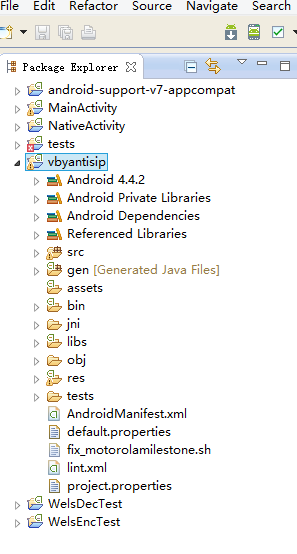 File Edit Run Source Navigate Search
Package Explorer
android-support-v7-appcompat
MainActivity
NativeActivity
tests
vbyantisip
Android 4.4.2
Android Private Libraries
Android Dependencies
Referenced Libraries
src
gen [Generated Java Files]
assets
bin
jni
libs
obj
res
tests
AndroidManifest.xml
default.properties
fix_motorolamilestone.sh
lint.xml
project.properties
WelsDecTest
WelsEncTest